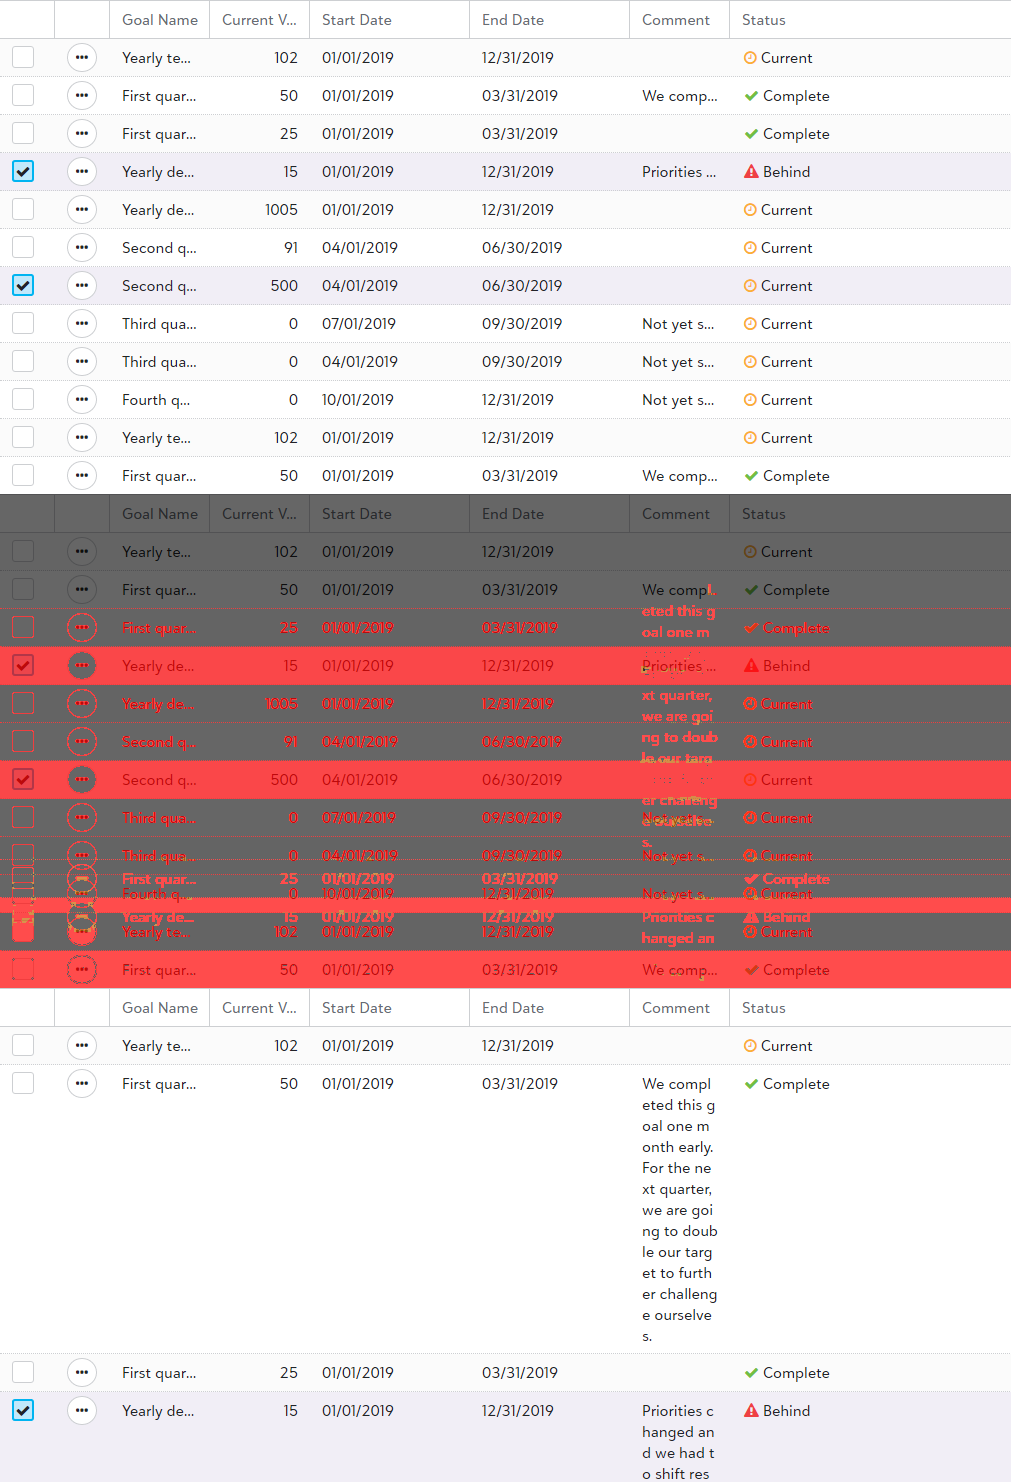 Goal Name Current V... Start Date End Date Comment Status
Yearly te... 102 01/01/2019 12/31/2019 Current
First quar... 50 01/01/2019 03/31/2019 We comp... Complete
First quar... 25 01/01/2019 03/31/2019 Complete
Yearly de... 15 01/01/2019 12/31/2019 Priorities ... Behind
Yearly de... 1005 01/01/2019 12/31/2019 Current
Second q... 91 04/01/2019 06/30/2019 Current
Second q... 500 04/01/2019 06/30/2019 Current
Third qua... 0 07/01/2019 09/30/2019 Not yet s... Current
Third qua... 0 04/01/2019 09/30/2019 Not yet s... Current
Fourth q... 0 10/01/2019 12/31/2019 Not yet s... Current
Yearly te... 102 01/01/2019 12/31/2019 Current
First quar... 50 01/01/2019 03/31/2019 We comp... Complete
Goal Name Current V... Start Date End Date Comment Status
Yearly te... 102 01/01/2019 12/31/2019 Current
First quar... 50 01/01/2019 03/31/2019 We compl Complete
eted this g
First quar... 25 01/01/2019 03/31/2019 oal one m Complete
Yearly de... 15 01/01/2019 12/31/2019 Priorities ... Behind
Yearly de... 1005 01/01/2019 12/31/2019 xt quarter, Current
we are goi
Second q... 91 04/01/2019 06/30/2019 ng to doub Current
le our targ
Second q... 500 04/01/2019 06/30/2019 Current
er challeng
Third qua... 0 07/01/2019 09/30/2019 Not yet s... Current
e ourselve
s.
Third qua... 0 04/01/2019 09/30/2019 Not yet s... Current
First quar... 25 01/01/2019 03/31/2019 Complete
Fourth q... 0 10/01/2019 12/31/2019 Not yet s... Current
Yearly de... 15 01/01/2019 12/31/2019 Priorities c Behind
Yearly te... 102 01/01/2019 12/31/2019 hanged an Current
First quar... 50 01/01/2019 03/31/2019 We comp... Complete
Goal Name Current V... Start Date End Date Comment Status
Yearly te... 102 01/01/2019 12/31/2019 Current
First quar... 50 01/01/2019 03/31/2019 We compl Complete
eted this g
oal one m
onth early.
For the ne
xt quarter,
we are goi
ng to doub
le our targ
et to furth
er challeng
e ourselve
s.
First quar... 25 01/01/2019 03/31/2019 Complete
Yearly de... 15 01/01/2019 12/31/2019 Priorities c Behind
hanged an
d we had t
o shift res